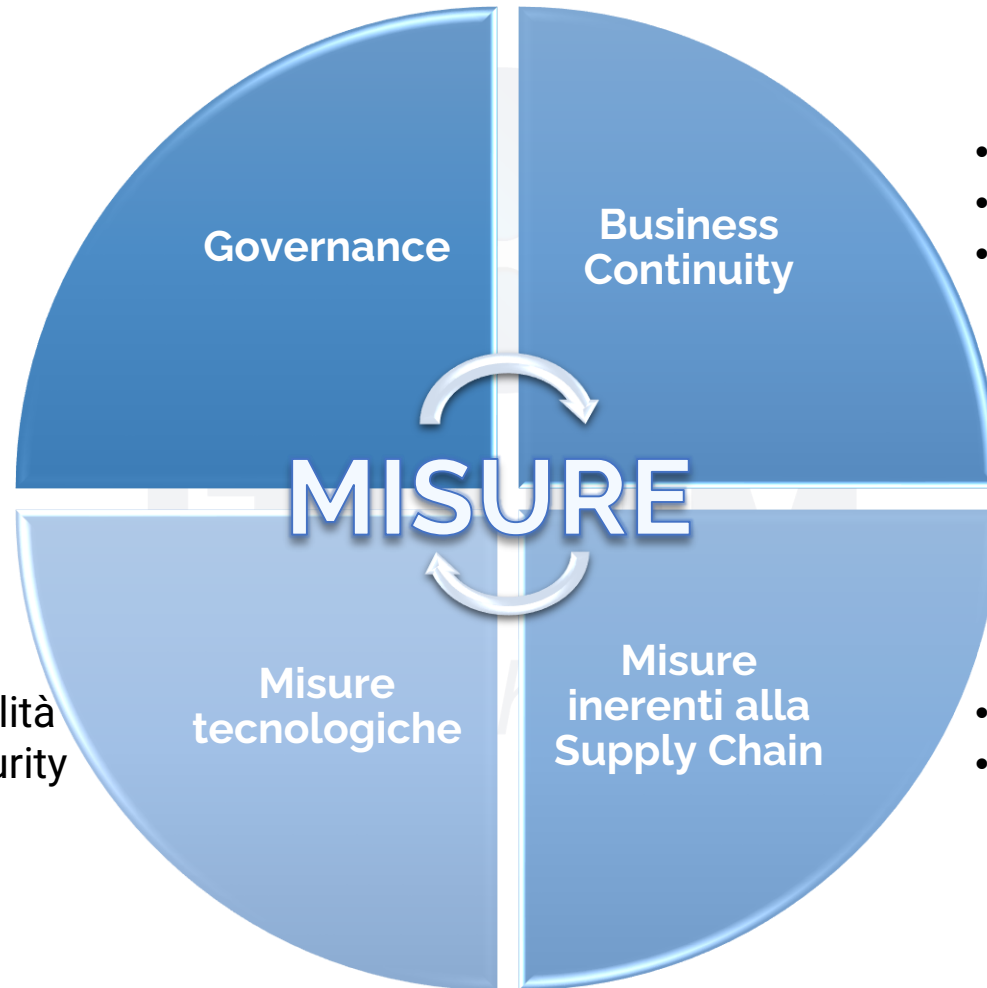 Governance
Business
Continuity
MISURE
Misure
tecnologiche
Misure
inerenti alla
Supply Chain
lità
urity